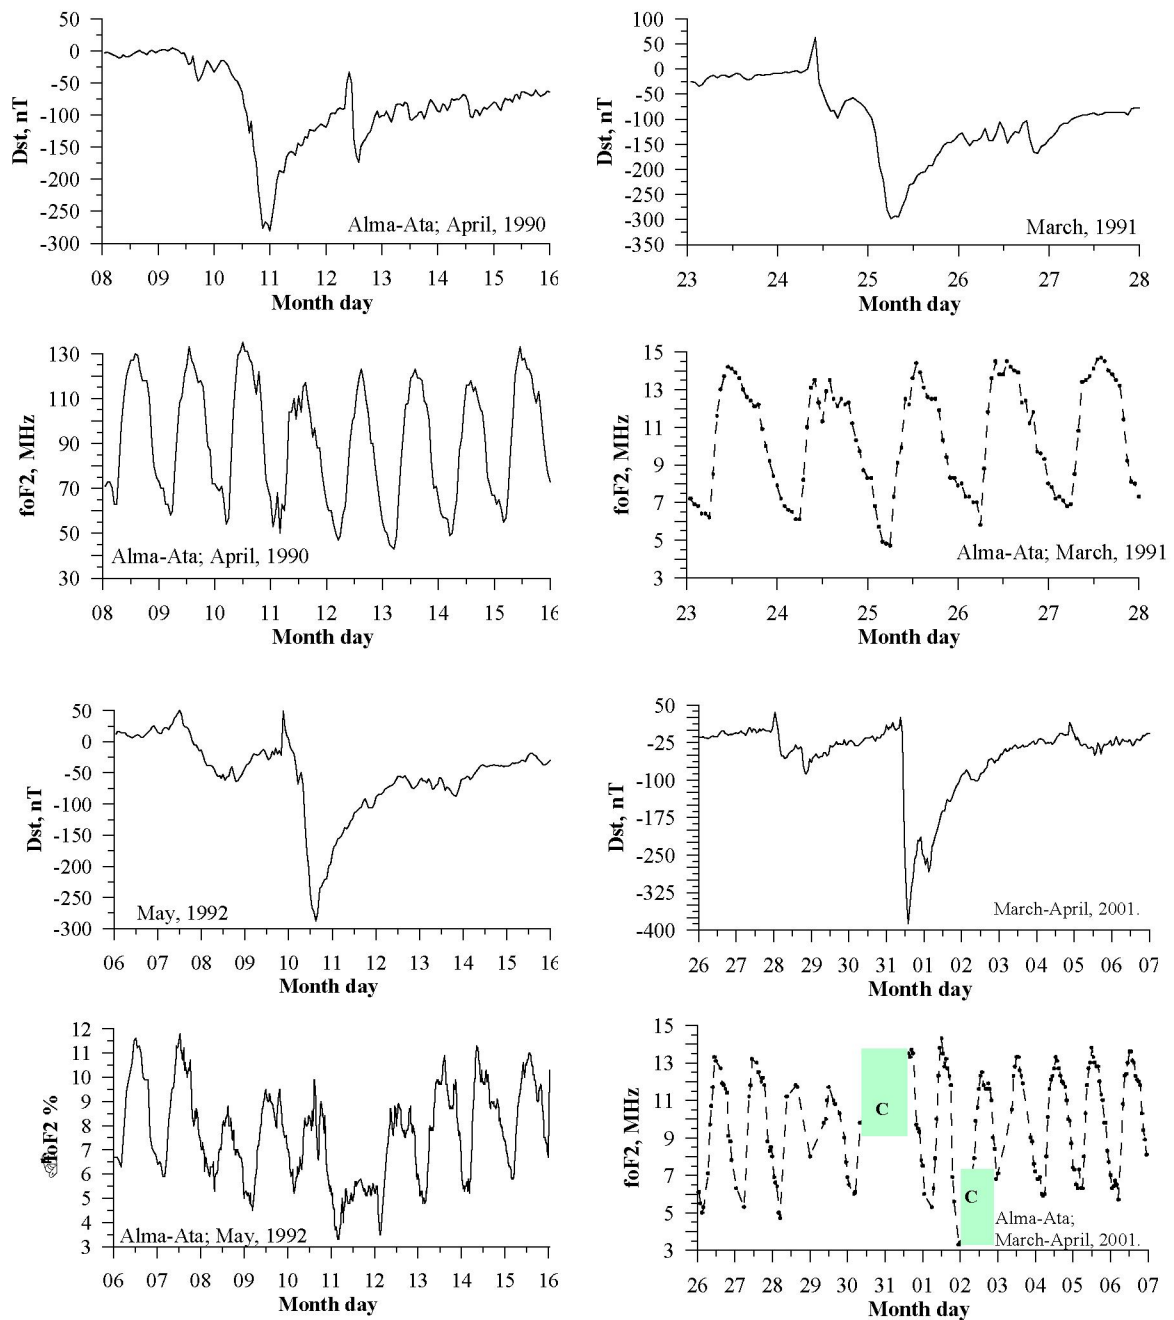 50
0
-50
-100
-150
-200
-250
-300
Dst, nT
Alma-Ata; April, 1990
08 09 10 11 12 13 14 15 16
Month day
100
50
0
-50
-100
-150
-200
-250
-300
-350
Dst, nT
March, 1991
23 24 25 26 27 28
Month day
130
110
90
70
50
30
foF2, MHz
Alma-Ata; April, 1990
08 09 10 11 12 13 14 15 16
Month day
15
13
11
9
7
5
3
foF2, MHz
Alma-Ata; March, 1991
23 24 25 26 27 28
Month day
50
0
-50
-100
-150
-200
-250
-300
Dst, nT
May, 1992
06 07 08 09 10 11 12 13 14 15 16
Month day
50
-25
-100
-175
-250
-325
-400
Dst, nT
March-April, 2001.
26 27 28 29 30 31 01 02 03 04 05 06 07
Month day
12
11
10
9
8
7
6
5
4
3
foF2 %
Alma-Ata; May, 1992
06 07 08 09 10 11 12 13 14 15 16
Month day
15
13
11
9
7
5
3
foF2, MHz
C
C
Alma-Ata;
March-April, 2001.
26 27 28 29 30 31 01 02 03 04 05 06 07
Month day